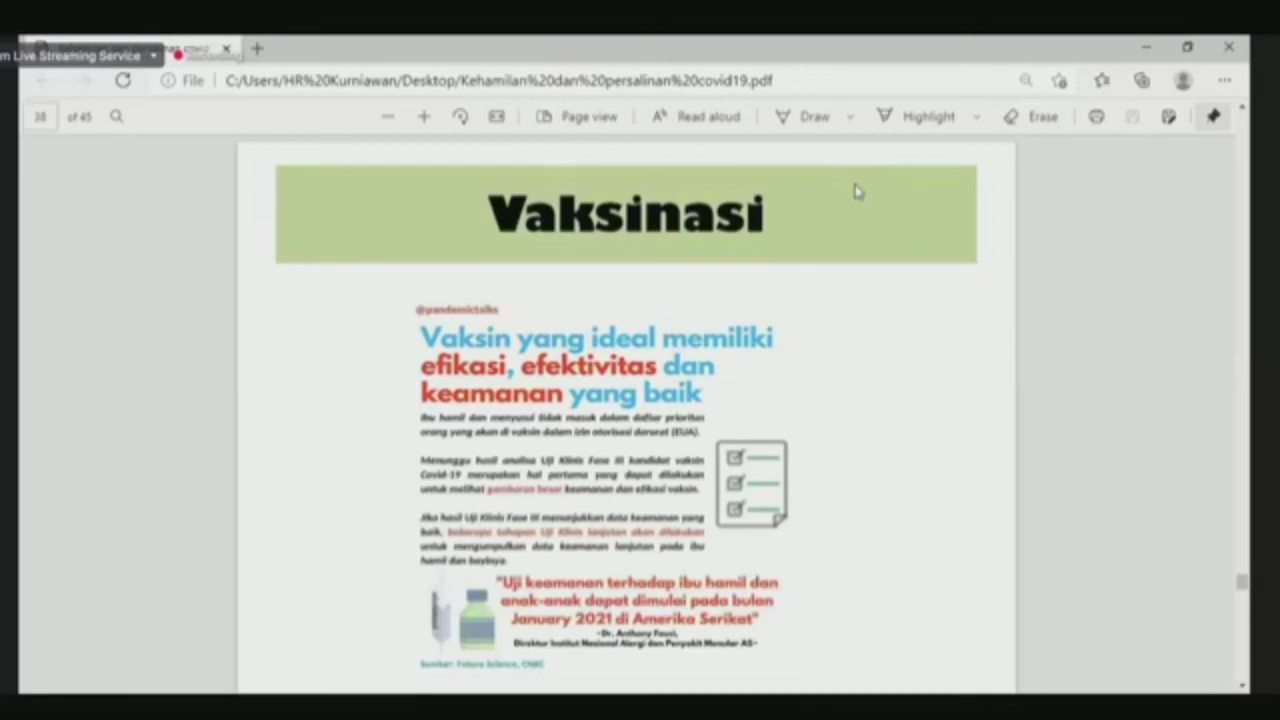 m Live Streaming Service
File
C:/Users/HR%20Kurniawan/Desktop/Kehamilan%20dan%20persalinan%20covid19.pdf
38 of 45
Page view
Read aloud
Draw
Highlight
Erase
Vaksinasi
@pandemictalks
Vaksin yang ideal memiliki
efikasi, efektivitas dan
keamanan yang baik
Ibu hamil dan menyusui tidak masuk dalam daftar prioritas
orang yang akan di vaksin dalam izin otorisasi darurat (EUA).
Menunggu hasil analisa Uji Klinis Fase III kandidat vaksin
Covid-19 merupakan hal pertama yang dapat dilakukan
untuk melihat gambaran besar keamanan dan efikasi vaksin.
Jika hasil Uji Klinis Fase III menunjukkan data keamanan yang
baik, beberapa tahapan Uji Klinis lanjutan akan dilakukan
untuk mengumpulkan data keamanan lanjutan pada ibu
hamil dan bayinya.
"Uji keamanan terhadap ibu hamil dan
anak-anak dapat dimulai pada bulan
January 2021 di Amerika Serikat"
~Dr. Anthony Fauci,
Direktur Institut Nasional Alergi dan Penyakit Menular AS~
Sumber: Future Science, CNBC